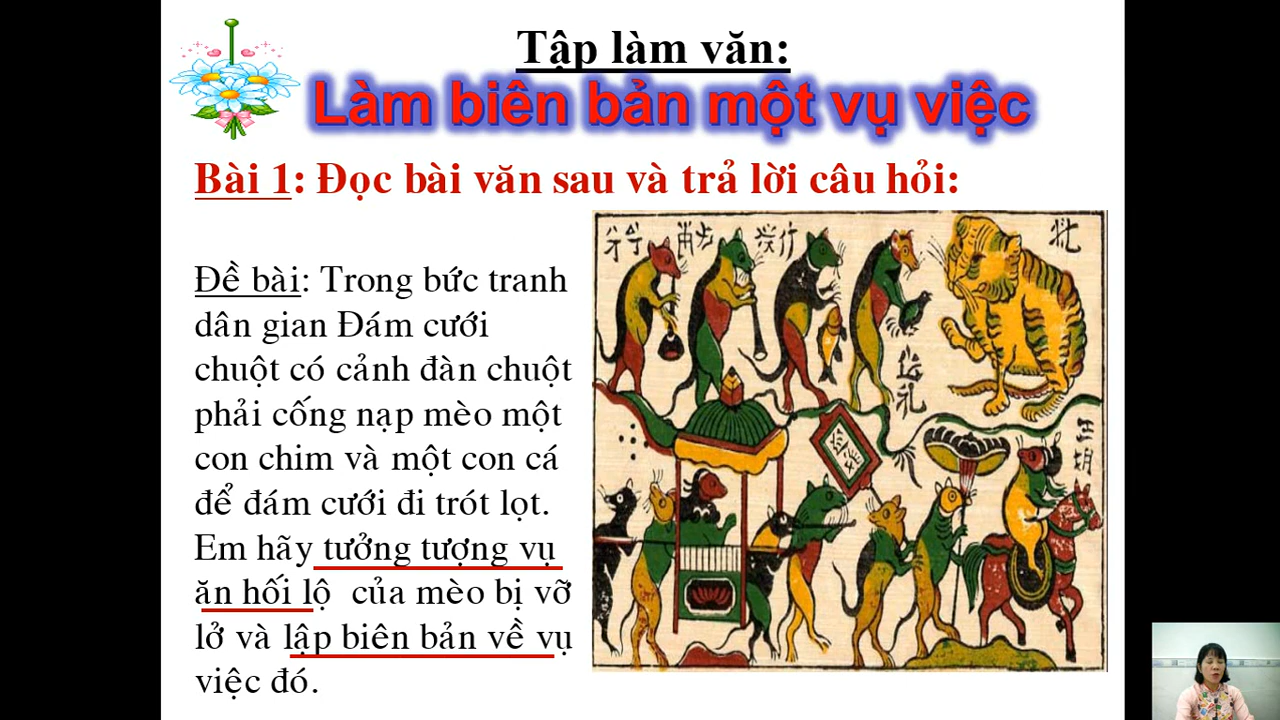 Tập làm văn:
Làm biên bản một vụ việc
Bài 1: Đọc bài văn sau và trả lời câu hỏi:
Đề bài: Trong bức tranh
dân gian Đám cưới
chuột có cảnh đàn chuột
phải cống nạp mèo một
con chim và một con cá
để đám cưới đi trót lọt.
Em hãy tưởng tượng vụ
ăn hối lộ của mèo bị vỡ
lở và lập biên bản về vụ
việc đó.